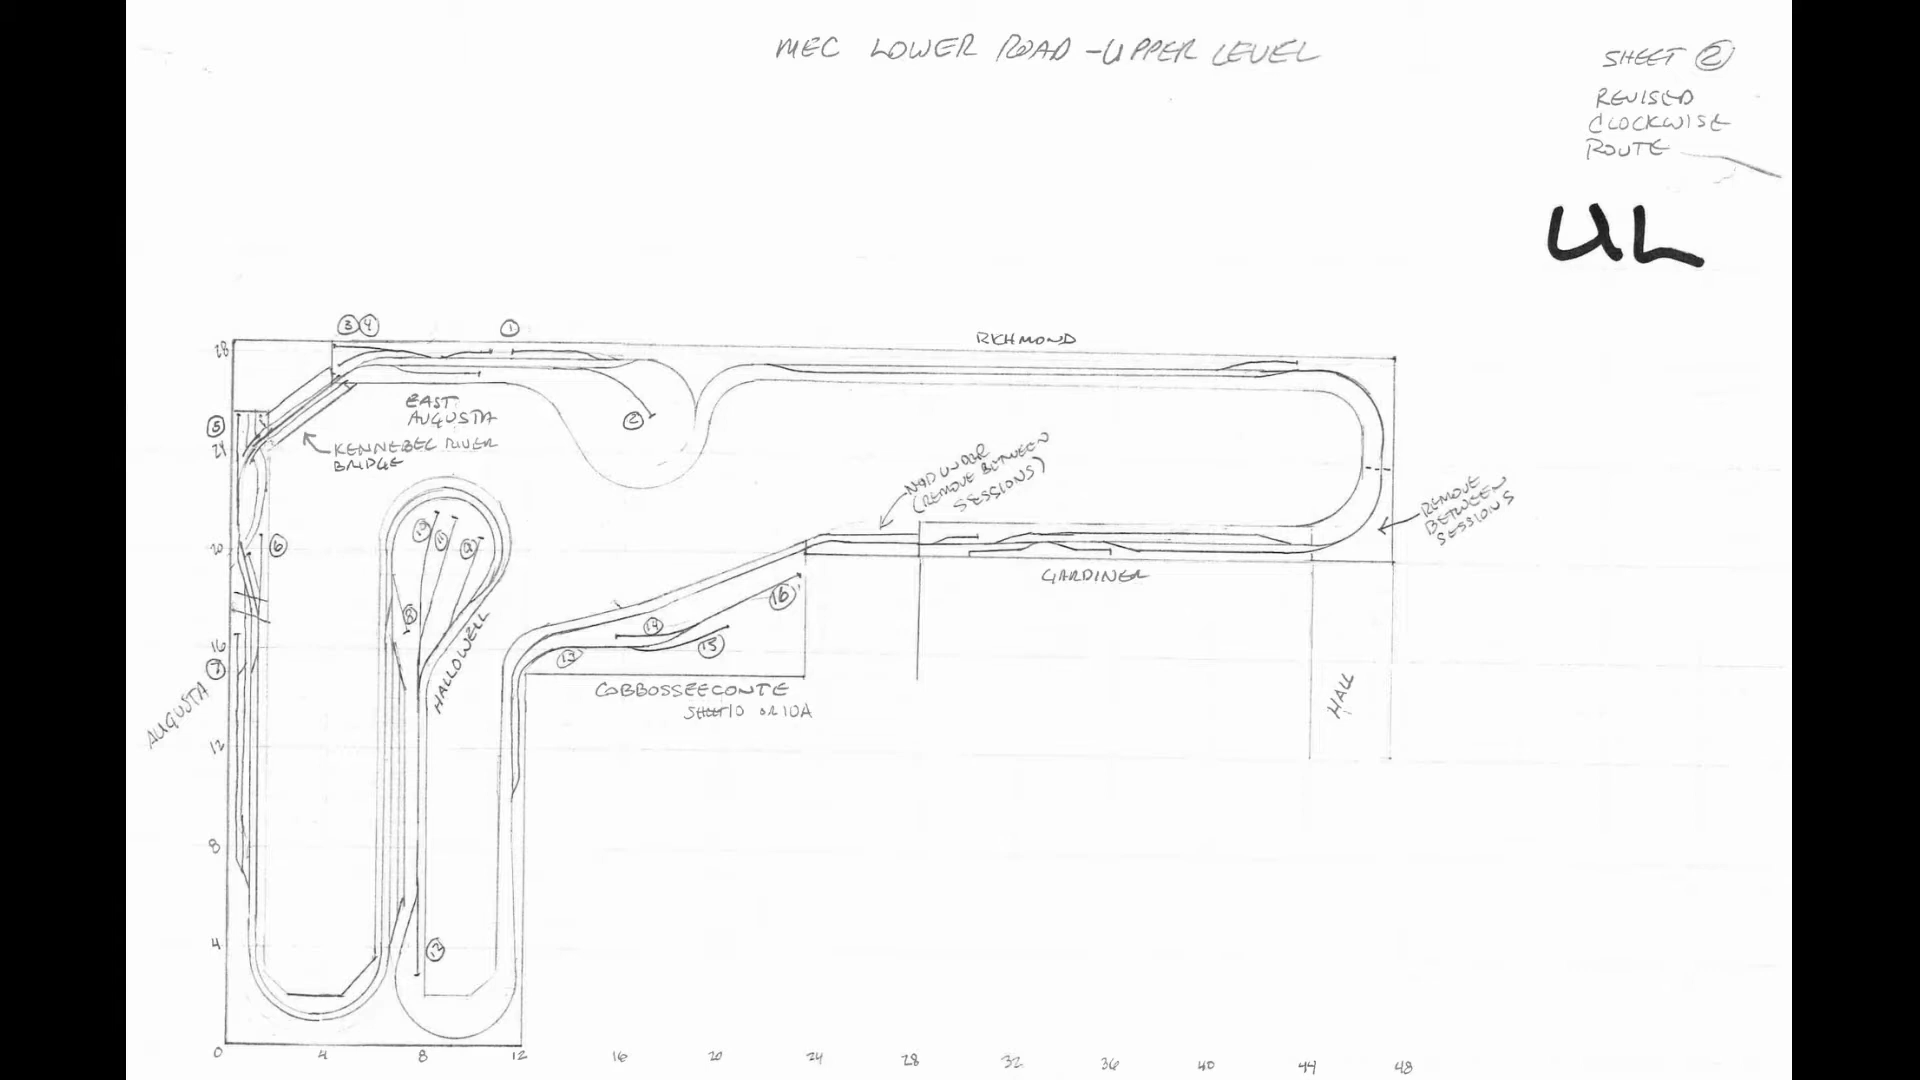 MEC LOWER ROAD - UPPER LEVEL
SHEET 2
REVISED
CLOCKWISE
ROUTE
UL
3 4
1
RICHMOND
28
EAST
AUGUSTA
2
5
24
KENNEBEC RIVER
BRIDGE
NOD UNDER
(REMOVE BETWEEN
SESSIONS)
REMOVE
BETWEEN
SESSIONS
6
20
GARDINER
8
16
16
14
15
13
7
HALLOWELL
AUGUSTA
COBBOSSEECONTE
SHEET 10 OR 10A
HALL
12
8
4
12
0 4 8 12 16 20 24 28 32 36 40 44 48